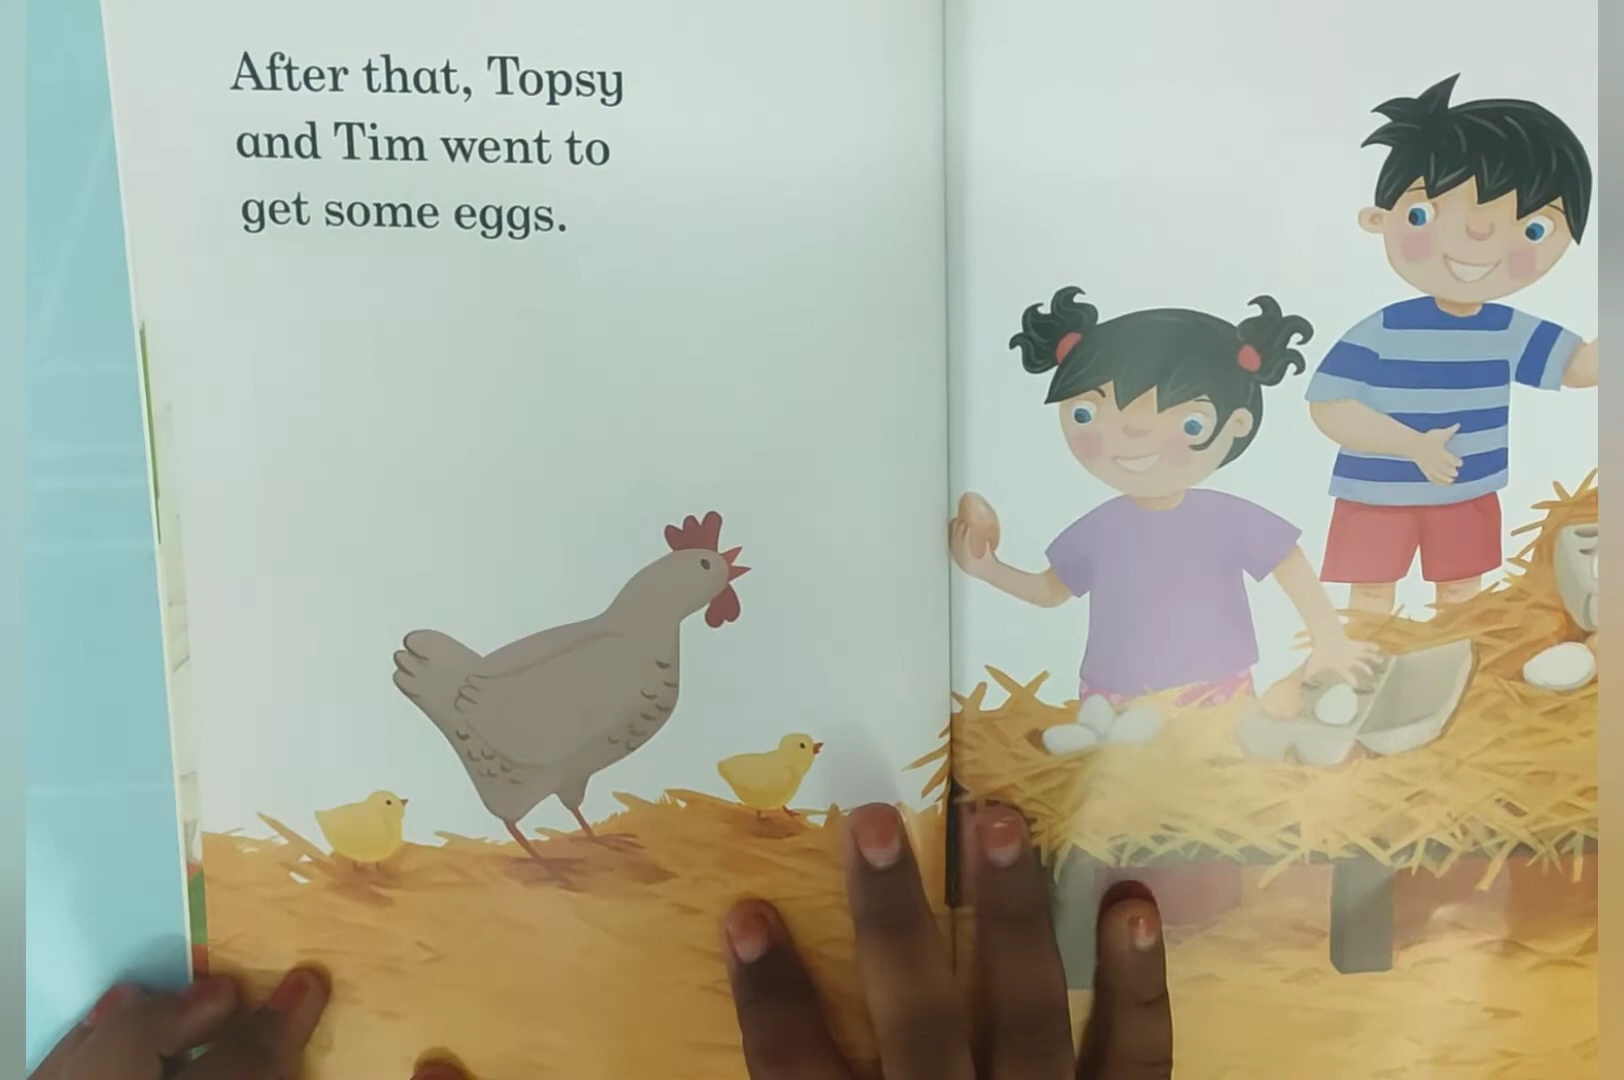 After that, Topsy
and Tim went to
get some eggs.